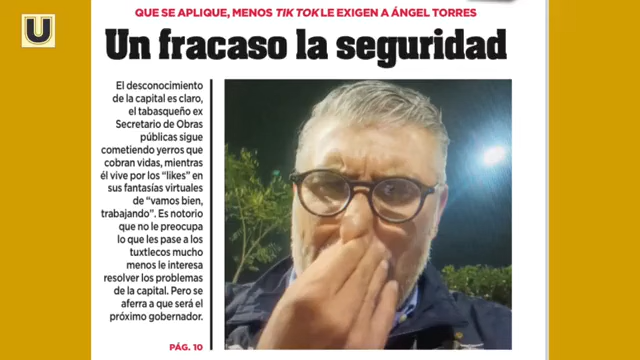 U
QUE SE APLIQUE, MENOS TIK TOK LE EXIGEN A ÁNGEL TORRES
Un fracaso la seguridad
El desconocimiento
de la capital es claro,
el tabasqueño ex
Secretario de Obras
públicas sigue
cometiendo yerros que
cobran vidas, mientras
él vive por los “likes” en
sus fantasías virtuales
de “vamos bien,
trabajando”. Es notorio
que no le preocupa
lo que les pase a los
tuxtlecos mucho
menos le interesa
resolver los problemas
de la capital. Pero se
aferra a que será el
próximo gobernador.
PÁG. 10